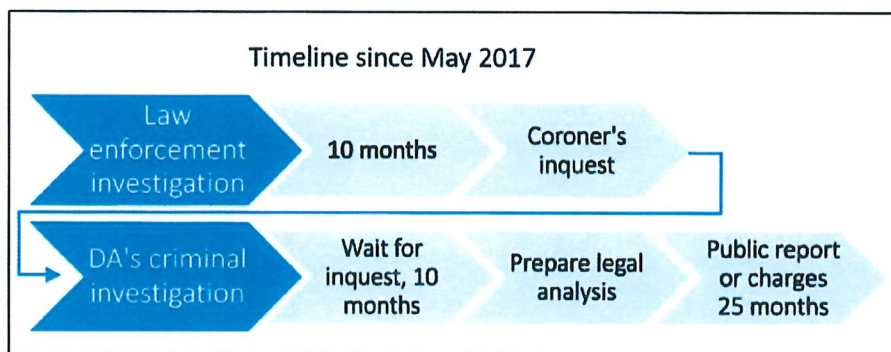 Timeline since May 2017
Law
enforcement
investigation
10 months
Coroner's
inquest
DA's criminal
investigation
Wait for
inquest, 10
months
Prepare legal
analysis
Public report
or charges
25 months